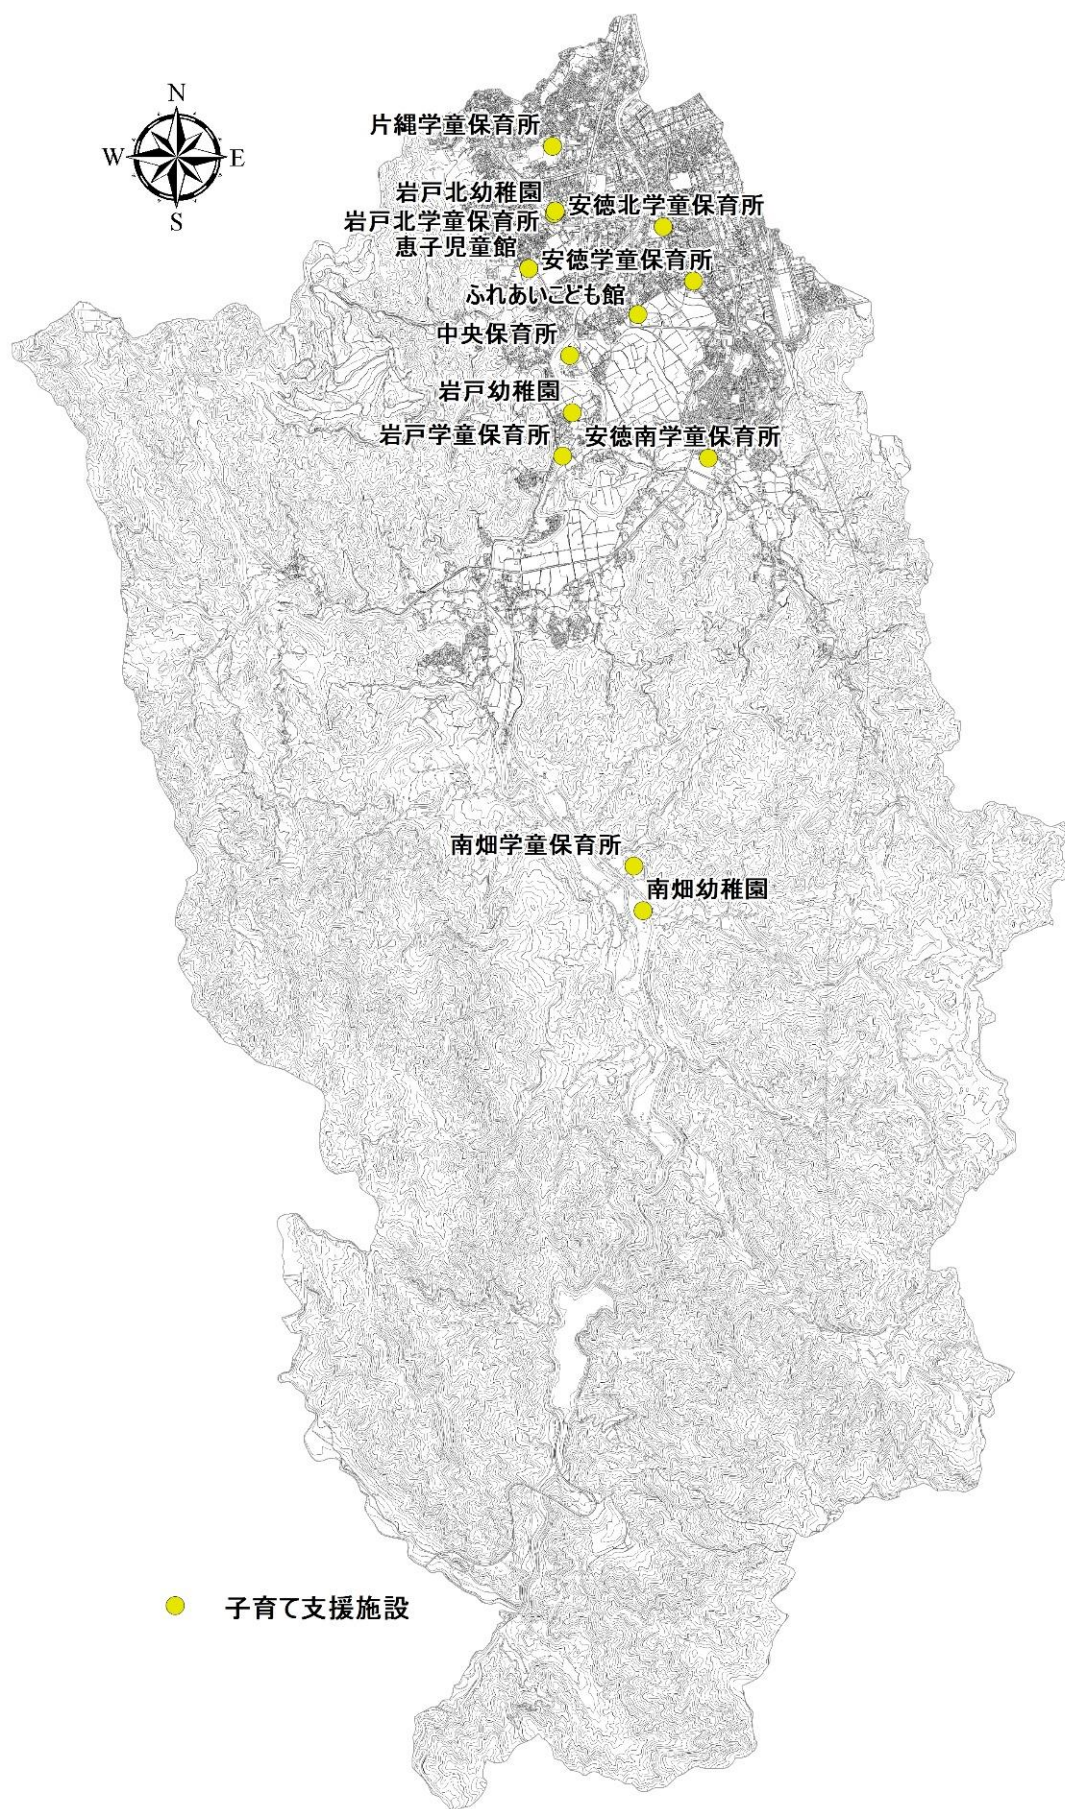 N
W
E
S
片縄学童保育所
岩戸北幼稚園
安徳北学童保育所
岩戸北学童保育所
恵子児童館
安徳学童保育所
ふれあいこども館
中央保育所
岩戸幼稚園
岩戸学童保育所
安徳南学童保育所
南畑学童保育所
南畑幼稚園
子育て支援施設